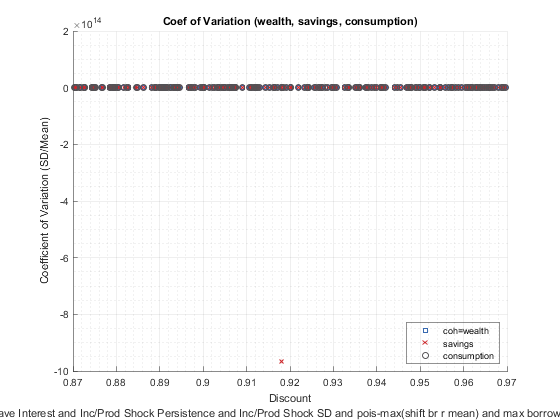 Coef of Variation (wealth, savings, consumption)
×10^14
2
0
-2
-4
-6
-8
-10
Coefficient of Variation (SD/Mean)
0.87 0.88 0.89 0.9 0.91 0.92 0.93 0.94 0.95 0.96 0.97
coh=wealth
savings
consumption
Discount
ave Interest and Inc/Prod Shock Persistence and Inc/Prod Shock SD and pois-max(shift br r mean) and max borrow